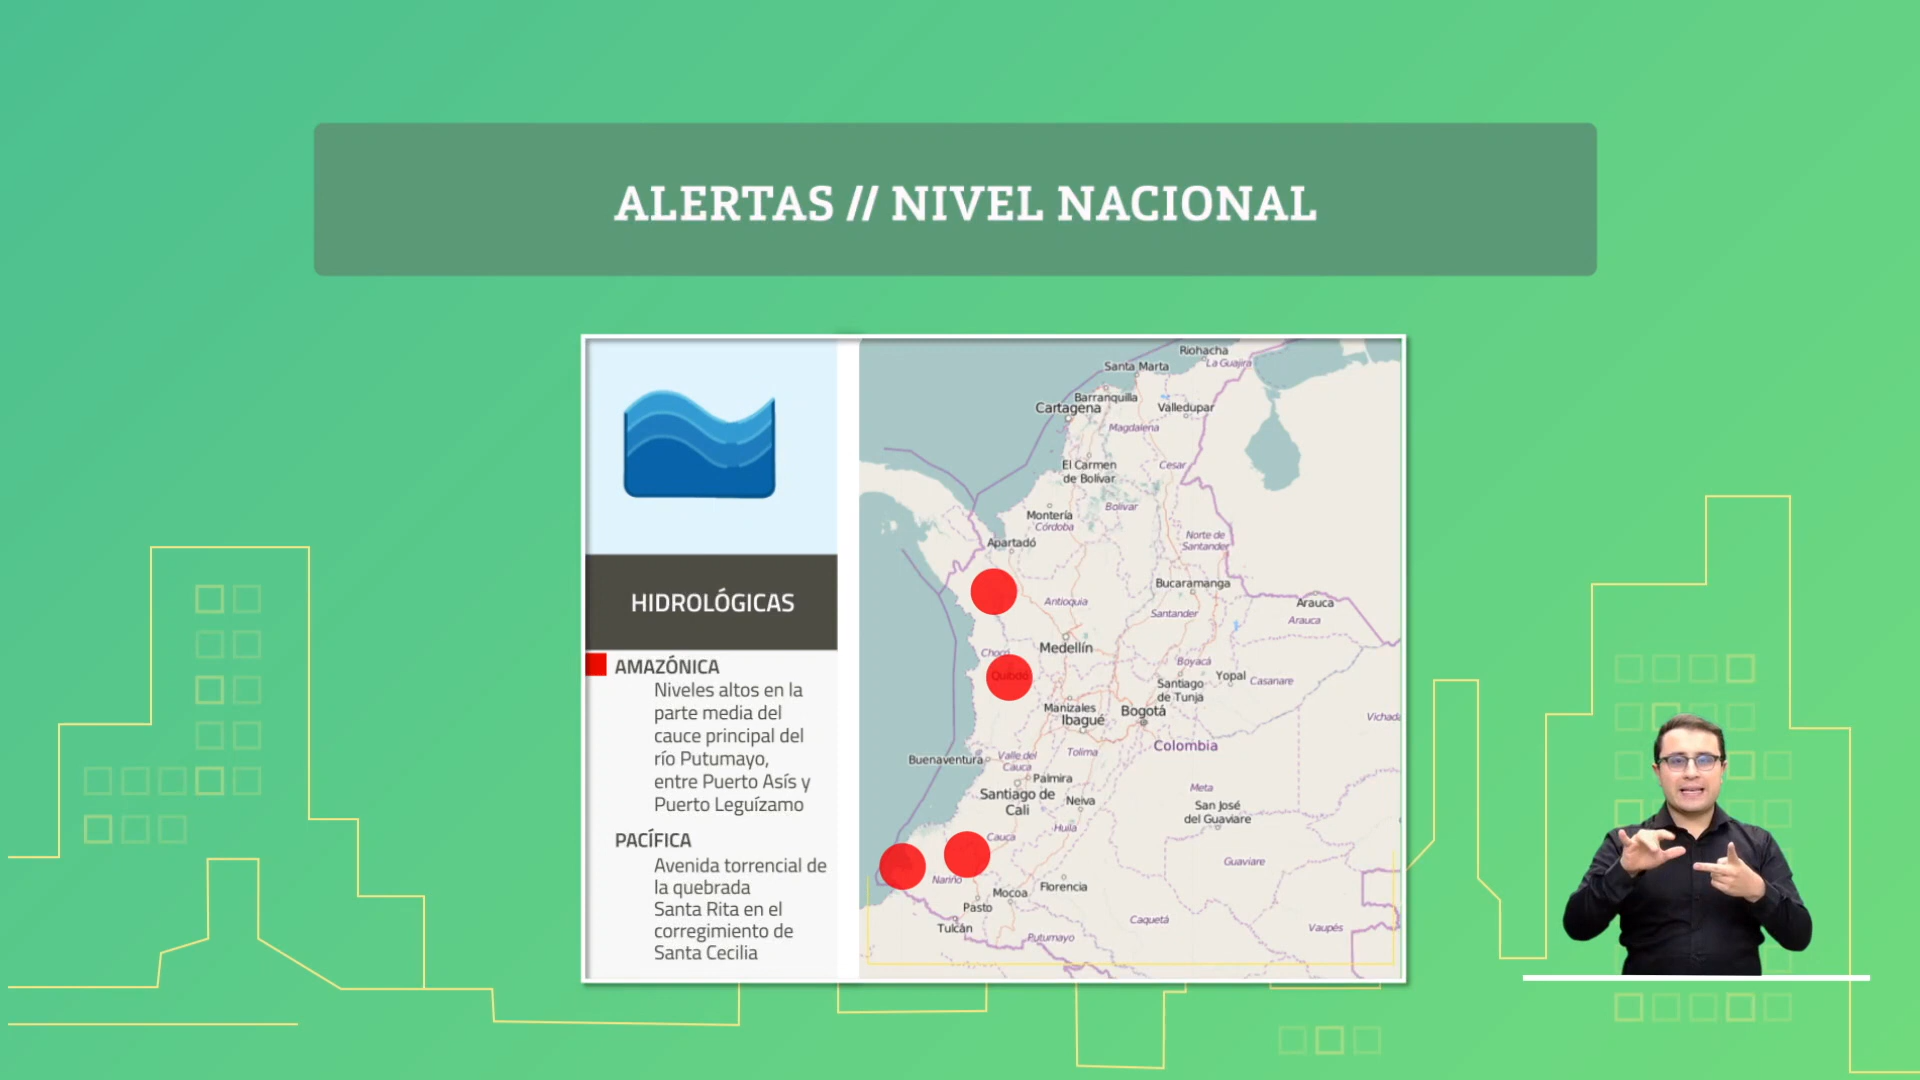 ALERTAS // NIVEL NACIONAL
HIDROLÓGICAS
AMAZÓNICA
Niveles altos en la
parte media del
cauce principal del
río Putumayo,
entre Puerto Asís y
Puerto Leguízamo
PACÍFICA
Avenida torrencial de
la quebrada
Santa Rita en el
corregimiento de
Santa Cecilia
Riohacha
La Guajira
Santa Marta
Barranquilla
Cartagena
Valledupar
Magdalena
El Carmen
de Bolívar
Cesar
Bolívar
Montería
Córdoba
Apartadó
Norte de
Santander
Bucaramanga
Antioquia
Santander
Arauca
Arauca
Medellín
Chocó
Quibdó
Boyacá
Santiago
de Tunja
Yopal
Casanare
Manizales
Ibagué
Bogotá
Vichada
Colombia
Buenaventura
Valle del
Cauca
Tolima
Palmira
Santiago de
Cali
Neiva
Meta
San José
del Guaviare
Huila
Cauca
Guaviare
Nariño
Mocoa
Florencia
Pasto
Caquetá
Tulcán
Putumayo
Vaupés